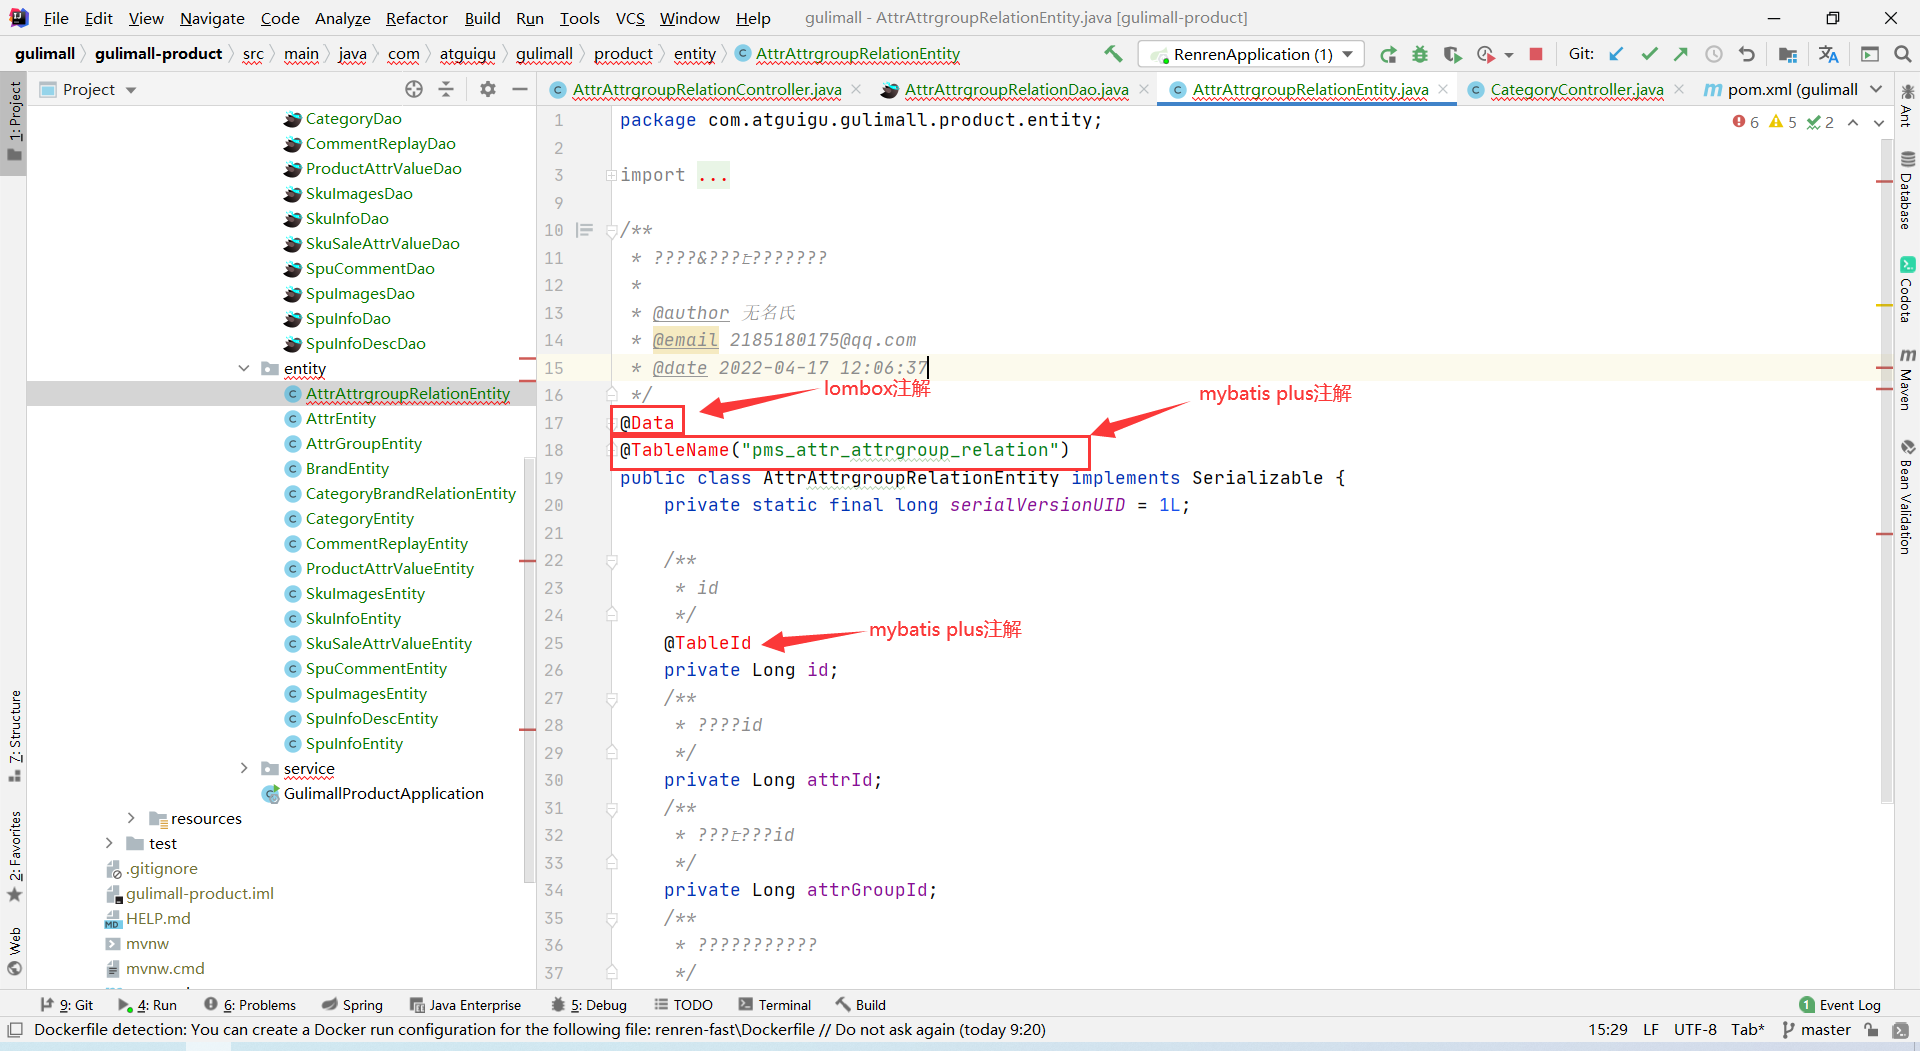 File Edit View Navigate Code Analyze Refactor Build Run Tools VCS Window Help gulimall - AttrAttrgroupRelationEntity.java [gulimall-product]
gulimall gulimall-product src main java com atguigu gulimall product entity AttrAttrgroupRelationEntity RenrenApplication (1) Git:
Project
AttrAttrgroupRelationController.java AttrAttrgroupRelationDao.java AttrAttrgroupRelationEntity.java CategoryController.java pom.xml (gulimall
1: Project
7: Structure
2: Favorites
Web
CategoryDao
CommentReplayDao
ProductAttrValueDao
SkuImagesDao
SkuInfoDao
SkuSaleAttrValueDao
SpuCommentDao
SpuImagesDao
SpuInfoDao
SpuInfoDescDao
entity
AttrAttrgroupRelationEntity
AttrEntity
AttrGroupEntity
BrandEntity
CategoryBrandRelationEntity
CategoryEntity
CommentReplayEntity
ProductAttrValueEntity
SkuImagesEntity
SkuInfoEntity
SkuSaleAttrValueEntity
SpuCommentEntity
SpuImagesEntity
SpuInfoDescEntity
SpuInfoEntity
service
GulimallProductApplication
resources
test
.gitignore
gulimall-product.iml
HELP.md
mvnw
mvnw.cmd
6 5 2
1 package com.atguigu.gulimall.product.entity;
2
3 import ...
9
10 /**
11 * ????&???߹???????
12 *
13 * @author 无名氏
14 * @email 2185180175@qq.com
15 * @date 2022-04-17 12:06:37
16 */
lombox注解
mybatis plus注解
17 @Data
18 @TableName("pms_attr_attrgroup_relation")
19 public class AttrAttrgroupRelationEntity implements Serializable {
20 private static final long serialVersionUID = 1L;
21
22 /**
23 * id
24 */
25 @TableId
mybatis plus注解
26 private Long id;
27 /**
28 * ????id
29 */
30 private Long attrId;
31 /**
32 * ???߹???id
33 */
34 private Long attrGroupId;
35 /**
36 * ???????????
37 */
Ant
Database
Codota
Maven
Bean Validation
9: Git 4: Run 6: Problems Spring Java Enterprise 5: Debug TODO Terminal Build 1 Event Log
Dockerfile detection: You can create a Docker run configuration for the following file: renren-fast\Dockerfile // Do not ask again (today 9:20) 15:29 LF UTF-8 Tab* master